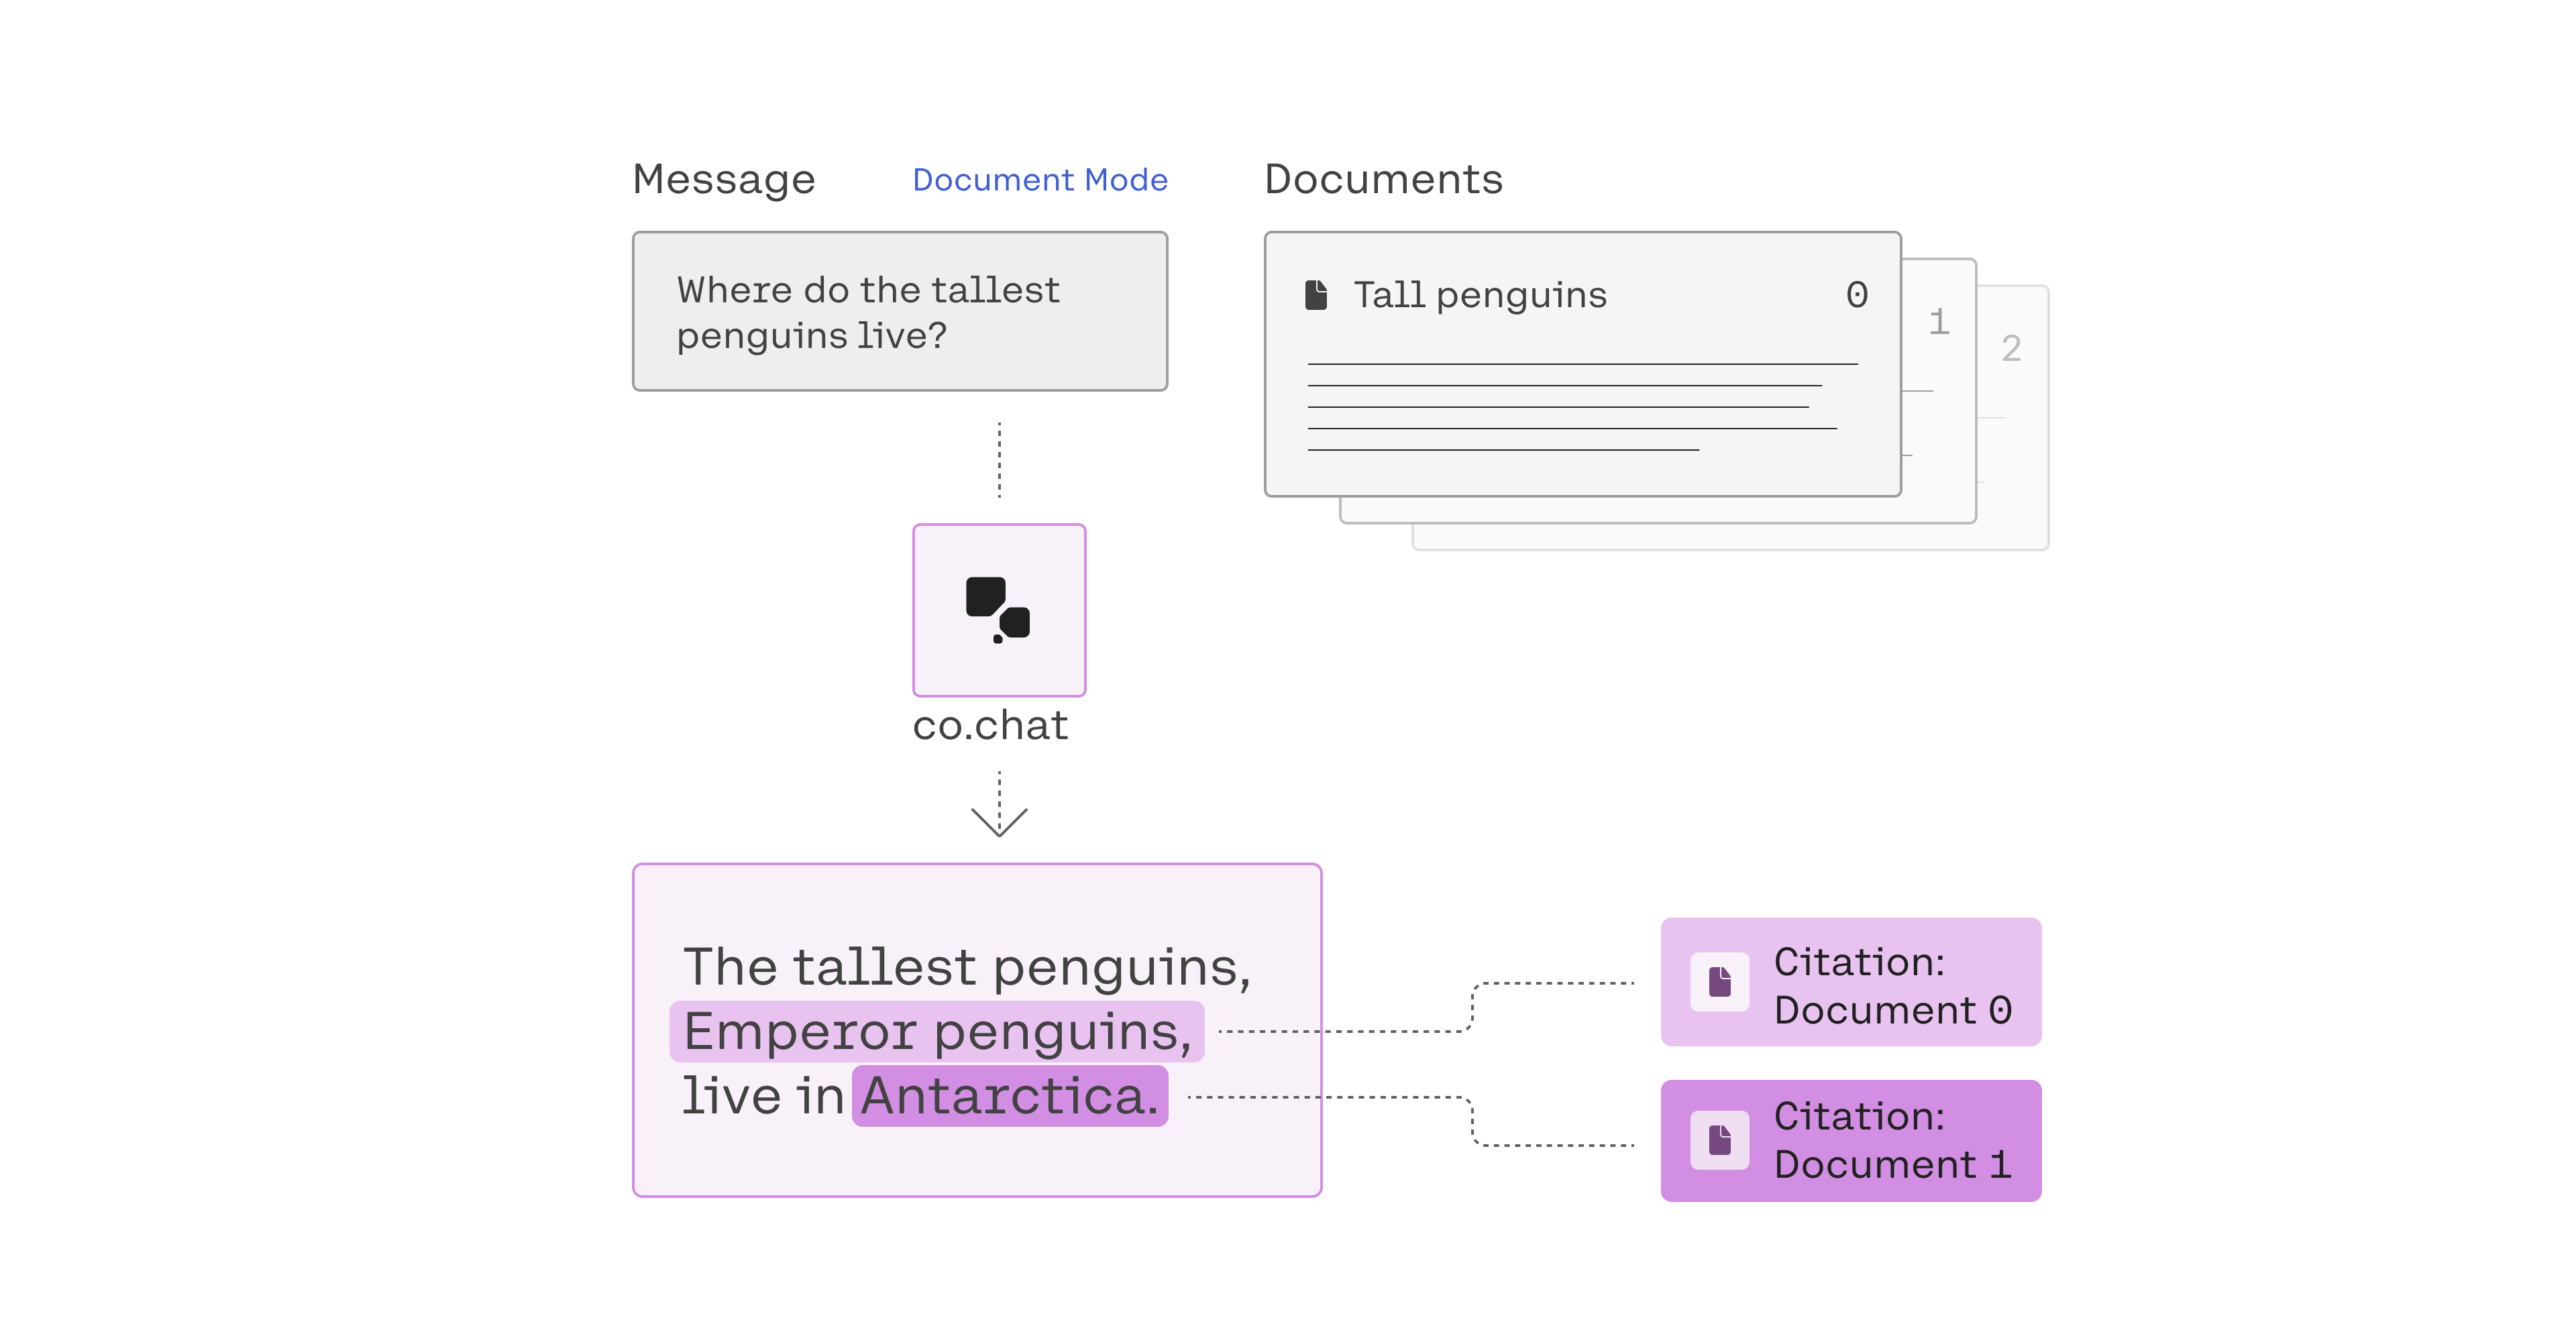 Message
Document Mode
Documents
Where do the tallest
penguins live?
Tall penguins
0
1
2
co.chat
The tallest penguins,
Emperor penguins,
live in Antarctica.
Citation:
Document 0
Citation:
Document 1